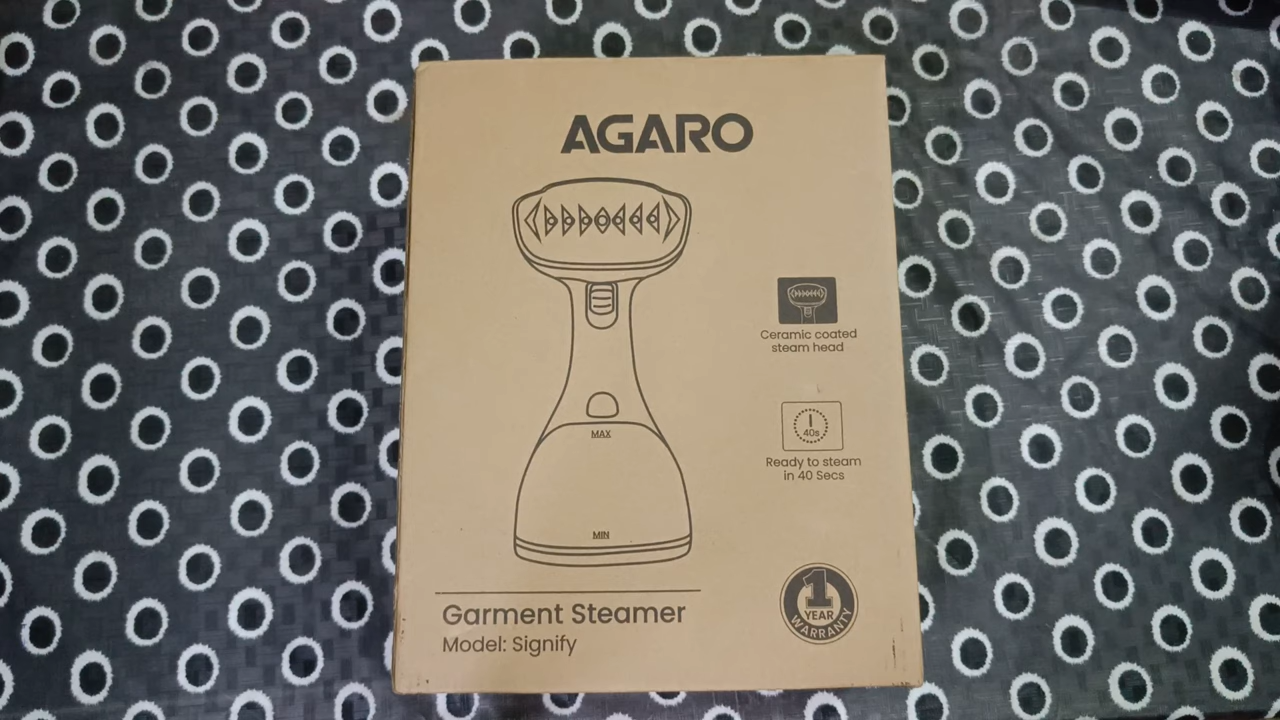 AGARO
Ceramic coated
steam head
MAX
40s
Ready to steam
in 40 Secs
MIN
1
YEAR
WARRANTY
Garment Steamer
Model: Signify